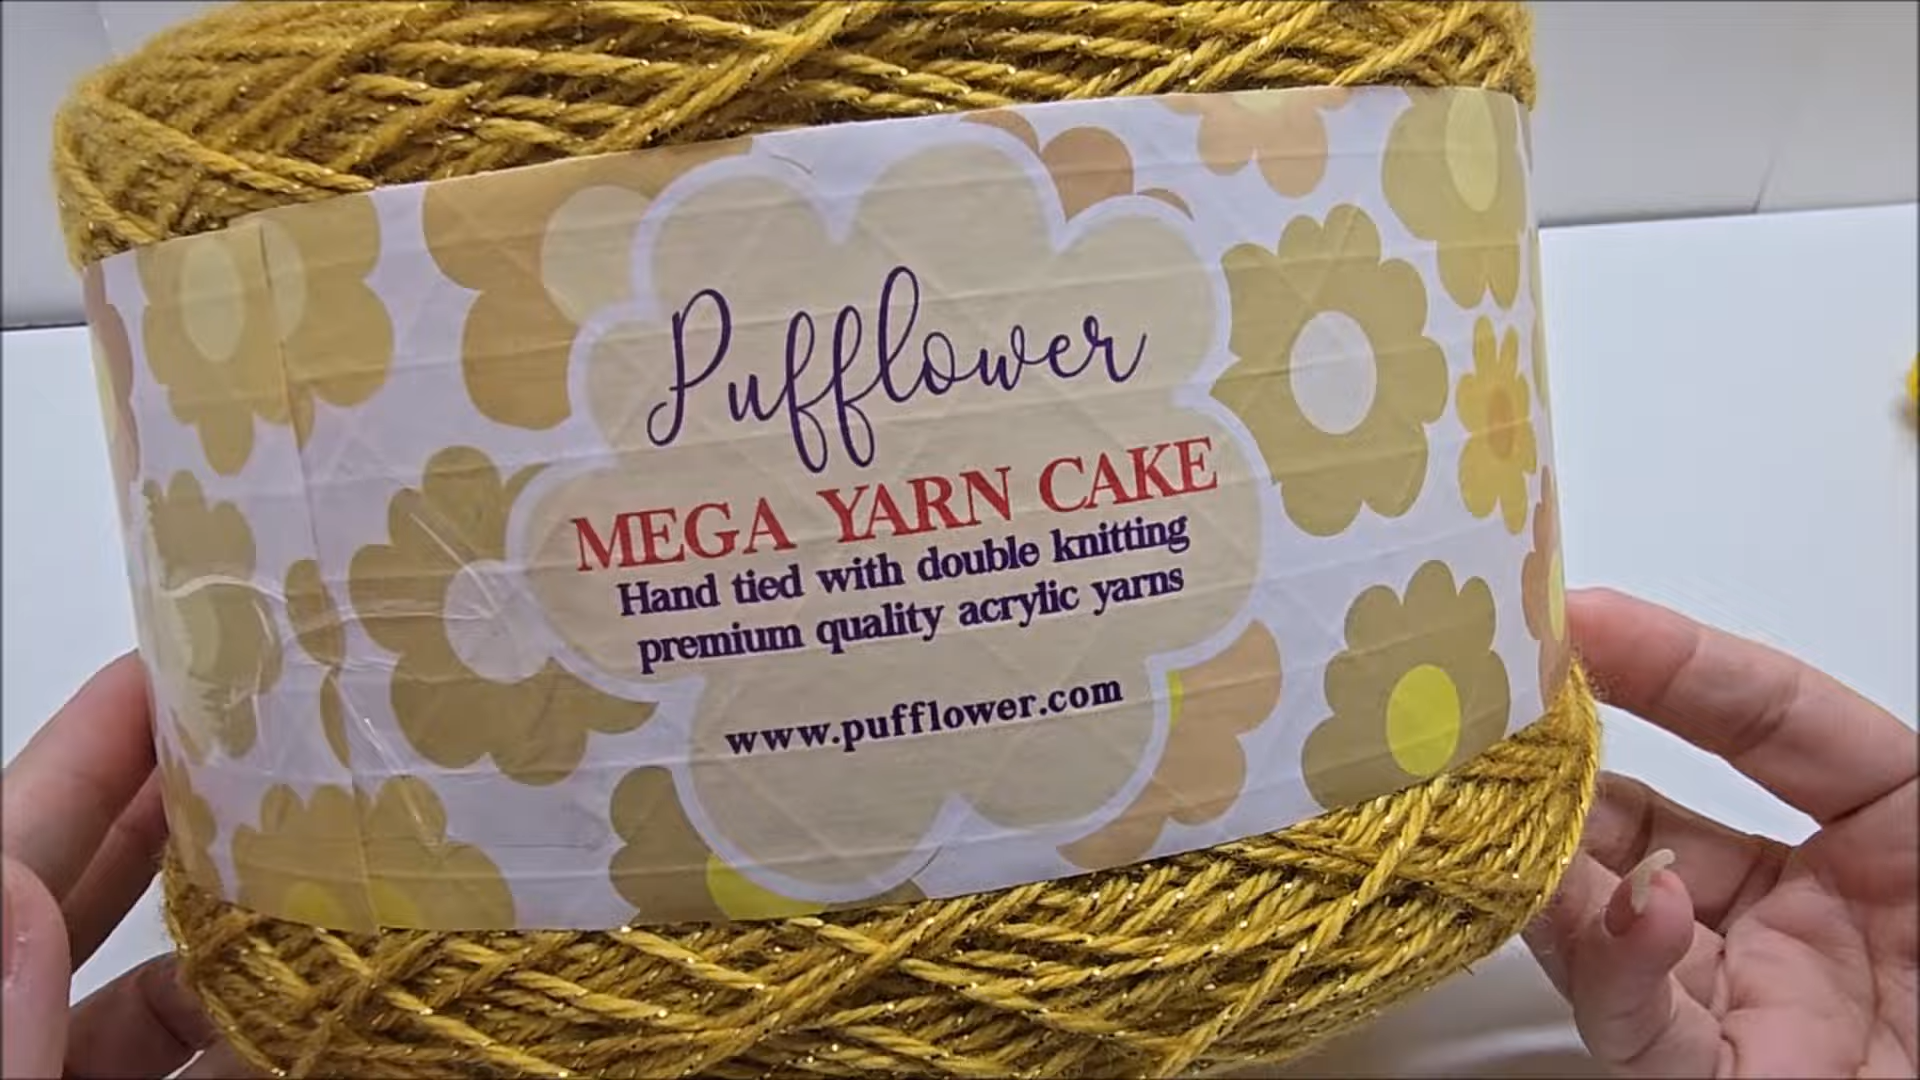 Pufflower
MEGA YARN CAKE
Hand tied with double knitting
premium quality acrylic yarns
www.pufflower.com